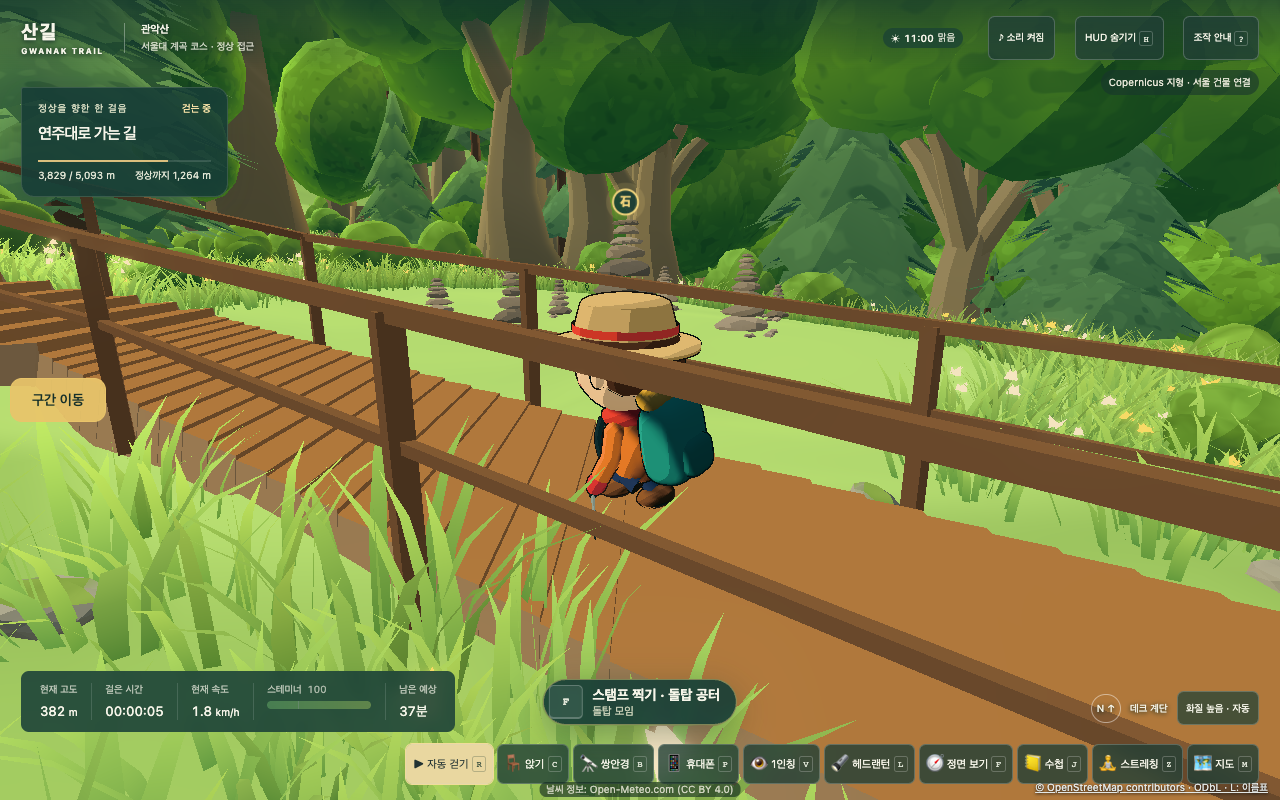 산길
GWANAK TRAIL
관악산
서울대 계곡 코스 · 정상 접근
☀ 11:00 맑음
♪ 소리 켜짐
HUD 숨기기 H
조작 안내 ?
Copernicus 지형 · 서울 건물 연결
정상을 향한 한 걸음 걷는 중
연주대로 가는 길
3,829 / 5,093 m 정상까지 1,264 m
石
구간 이동
현재 고도 걸은 시간 현재 속도 스테미너 100 남은 예상
382 m 00:00:05 1.8 km/h 37분
F 스탬프 찍기 · 돌탑 공터
돌탑 모임
N ↑ 데크 계단 화질 높음 · 자동
▶ 자동 걷기 R 앉기 C 쌍안경 B 휴대폰 P 1인칭 V 헤드랜턴 L 정면 보기 F 수첩 J 스트레칭 Z 지도 M
날씨 정보: Open-Meteo.com (CC BY 4.0)
© OpenStreetMap contributors · ODbL · L: 이름표